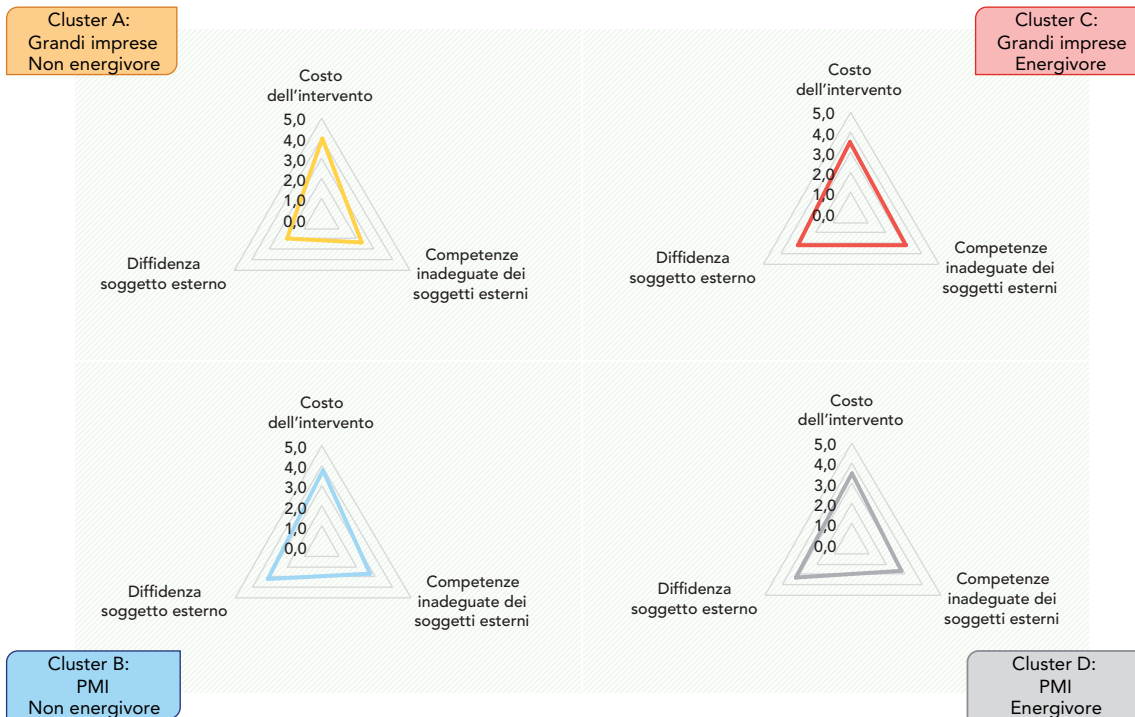 Cluster A:
Grandi imprese
Non energivore
Costo
dell'intervento
5,0
4,0
3,0
2,0
1,0
0,0
Diffidenza
soggetto esterno
Competenze
inadeguate dei
soggetti esterni
Cluster C:
Grandi imprese
Energivore
Costo
dell'intervento
5,0
4,0
3,0
2,0
1,0
0,0
Diffidenza
soggetto esterno
Competenze
inadeguate dei
soggetti esterni
Costo
dell'intervento
5,0
4,0
3,0
2,0
1,0
0,0
Diffidenza
soggetto esterno
Competenze
inadeguate dei
soggetti esterni
Cluster B:
PMI
Non energivore
Costo
dell'intervento
5,0
4,0
3,0
2,0
1,0
0,0
Diffidenza
soggetto esterno
Competenze
inadeguate dei
soggetti esterni
Cluster D:
PMI
Energivore